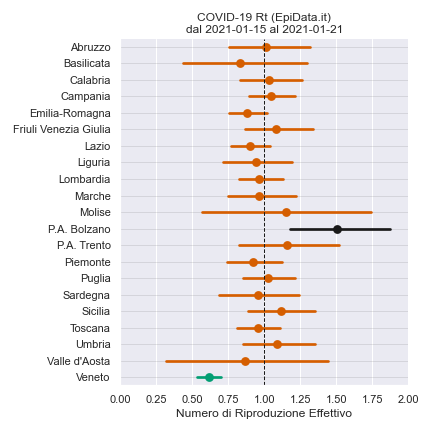 COVID-19 Rt (EpiData.it)
dal 2021-01-15 al 2021-01-21
Abruzzo
Basilicata
Calabria
Campania
Emilia-Romagna
Friuli Venezia Giulia
Lazio
Liguria
Lombardia
Marche
Molise
P.A. Bolzano
P.A. Trento
Piemonte
Puglia
Sardegna
Sicilia
Toscana
Umbria
Valle d'Aosta
Veneto
0.00 0.25 0.50 0.75 1.00 1.25 1.50 1.75 2.00
Numero di Riproduzione Effettivo